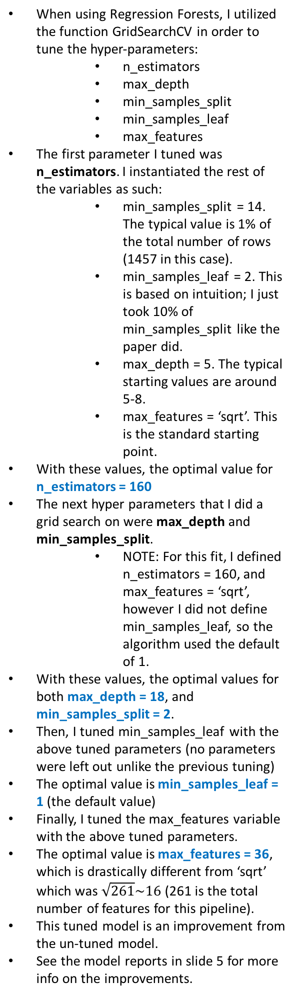 • When using Regression Forests, I utilized
the function GridSearchCV in order to
tune the hyper-parameters:
• n_estimators
• max_depth
• min_samples_split
• min_samples_leaf
• max_features
• The first parameter I tuned was
n_estimators. I instantiated the rest of
the variables as such:
• min_samples_split = 14.
The typical value is 1% of
the total number of rows
(1457 in this case).
• min_samples_leaf = 2. This
is based on intuition; I just
took 10% of
min_samples_split like the
paper did.
• max_depth = 5. The typical
starting values are around
5-8.
• max_features = ‘sqrt’. This
is the standard starting
point.
• With these values, the optimal value for
n_estimators = 160
• The next hyper parameters that I did a
grid search on were max_depth and
min_samples_split.
• NOTE: For this fit, I defined
n_estimators = 160, and
max_features = ‘sqrt’,
however I did not define
min_samples_leaf, so the
algorithm used the default
of 1.
• With these values, the optimal values for
both max_depth = 18, and
min_samples_split = 2.
• Then, I tuned min_samples_leaf with the
above tuned parameters (no parameters
were left out unlike the previous tuning)
• The optimal value is min_samples_leaf =
1 (the default value)
• Finally, I tuned the max_features variable
with the above tuned parameters.
• The optimal value is max_features = 36,
which is drastically different from ‘sqrt’
which was √261~16 (261 is the total
number of features for this pipeline).
• This tuned model is an improvement from
the un-tuned model.
• See the model reports in slide 5 for more
info on the improvements.